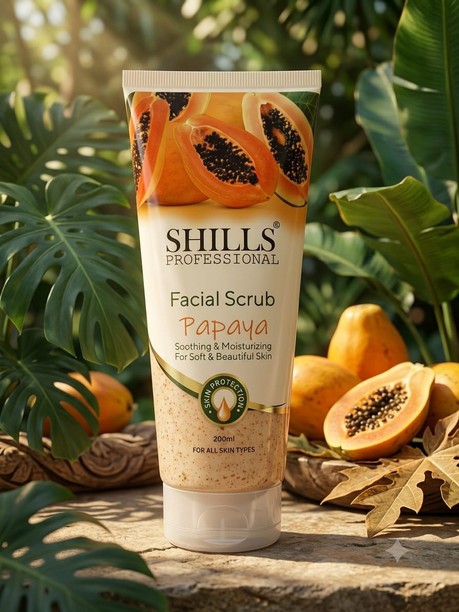 SHILLS®
PROFESSIONAL
Facial Scrub
Papaya
Soothing & Moisturizing
For Soft & Beautiful Skin
SKIN PROTECTION
200ml
FOR ALL SKIN TYPES